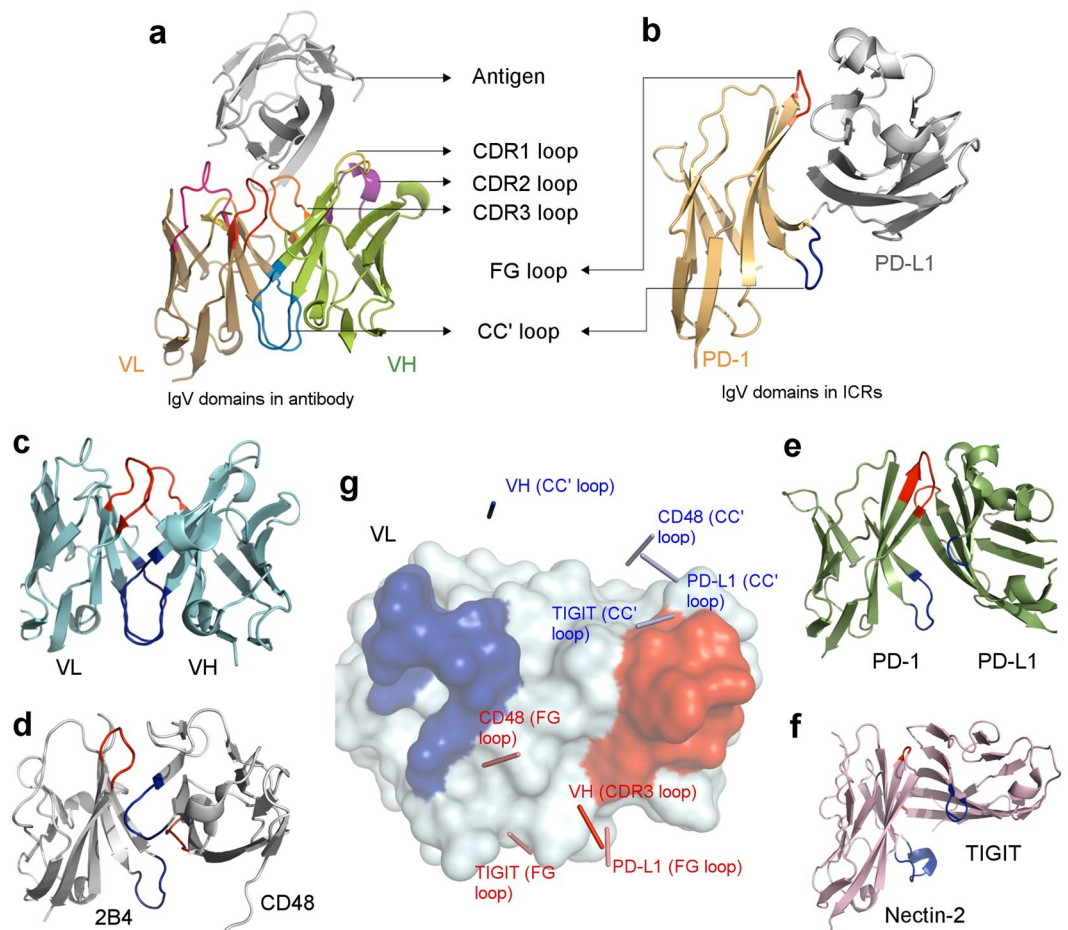 a
Antigen
CDR1 loop
CDR2 loop
CDR3 loop
FG loop
CC' loop
VL
VH
IgV domains in antibody
b
PD-L1
PD-1
IgV domains in ICRs
c
VL
VH
d
2B4
CD48
g
VL
VH (CC' loop)
CD48 (CC'
loop)
PD-L1 (CC'
loop)
TIGIT (CC'
loop)
CD48 (FG
loop)
VH (CDR3 loop)
TIGIT (FG
loop)
PD-L1 (FG loop)
e
PD-1
PD-L1
f
TIGIT
Nectin-2